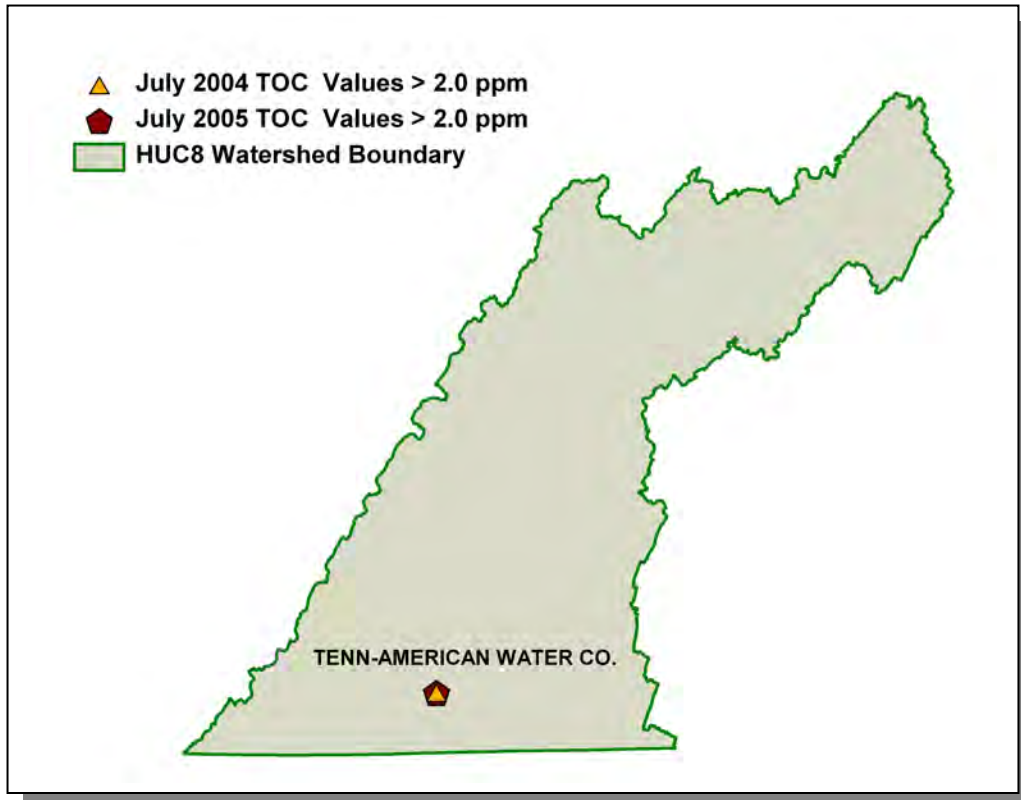 July 2004 TOC Values > 2.0 ppm
July 2005 TOC Values > 2.0 ppm
HUC8 Watershed Boundary
TENN-AMERICAN WATER CO.